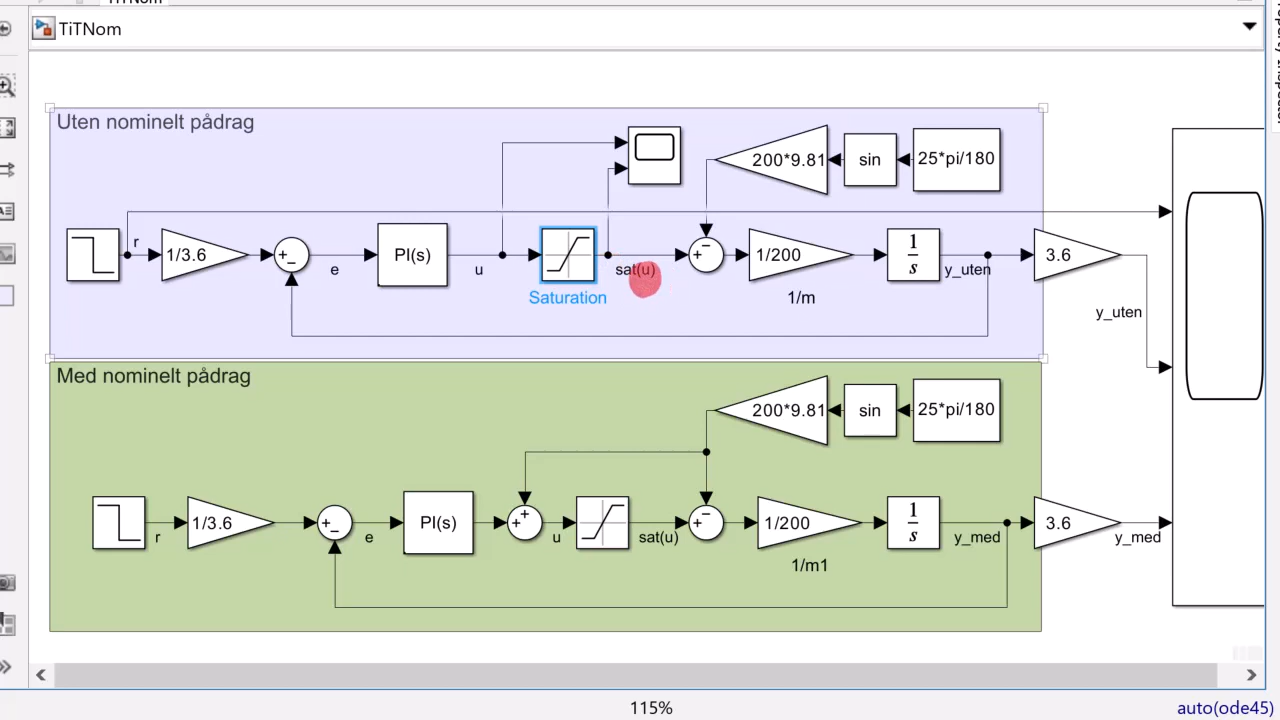 TiTNom
TiTNom
Uten nominelt pådrag
200*9.81
sin
25*pi/180
r
1/3.6
+
−
e
PI(s)
u
Saturation
sat(u)
+
−
1/200
1/m
1
s
y_uten
3.6
y_uten
Med nominelt pådrag
200*9.81
sin
25*pi/180
r
1/3.6
+
−
e
PI(s)
+
+
u
sat(u)
+
−
1/200
1/m1
1
s
y_med
3.6
y_med
115%
auto(ode45)